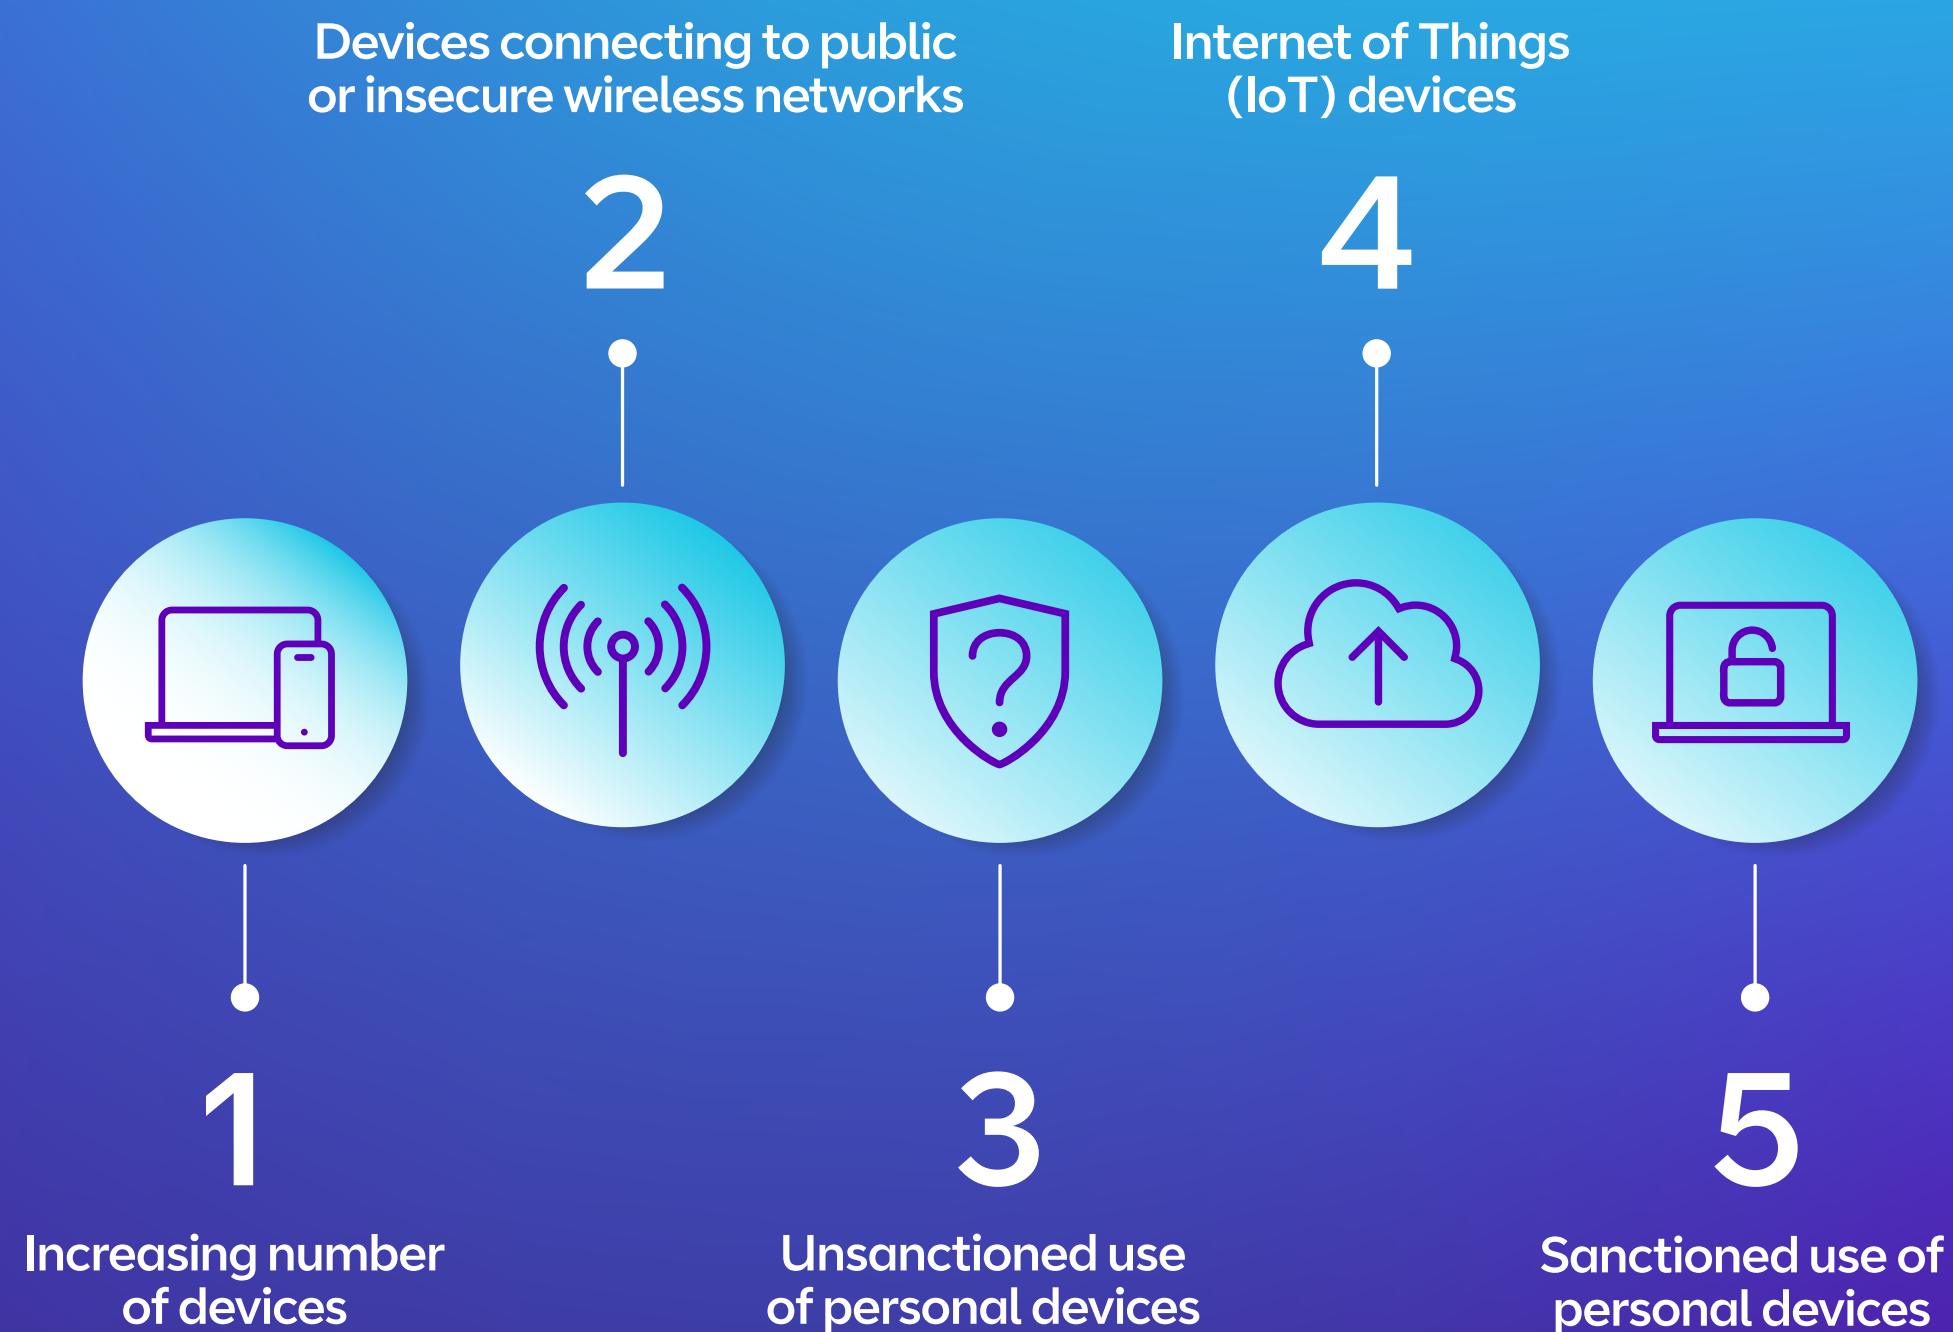 Devices connecting to public
or insecure wireless networks
2
Internet of Things
(IoT) devices
4
1
Increasing number
of devices
3
Unsanctioned use
of personal devices
5
Sanctioned use of
personal devices